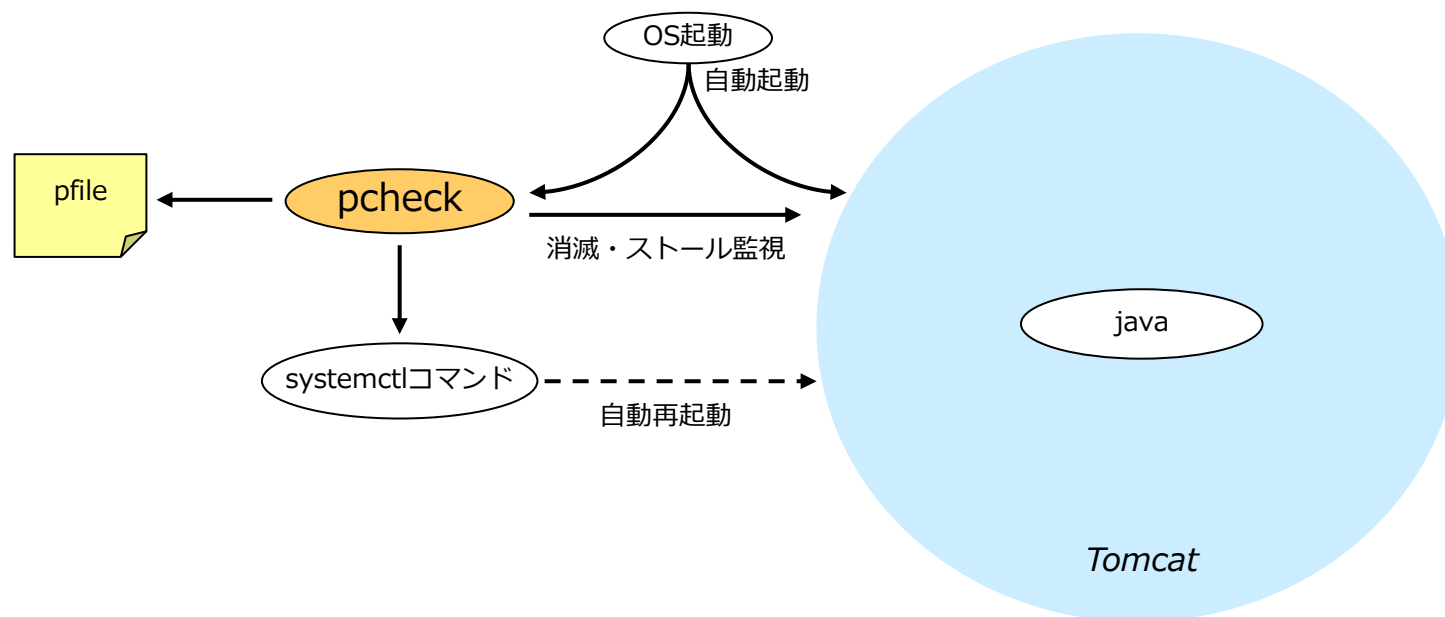 OS起動
自動起動
pfile
pcheck
消滅・ストール監視
java
systemctlコマンド
自動再起動
Tomcat